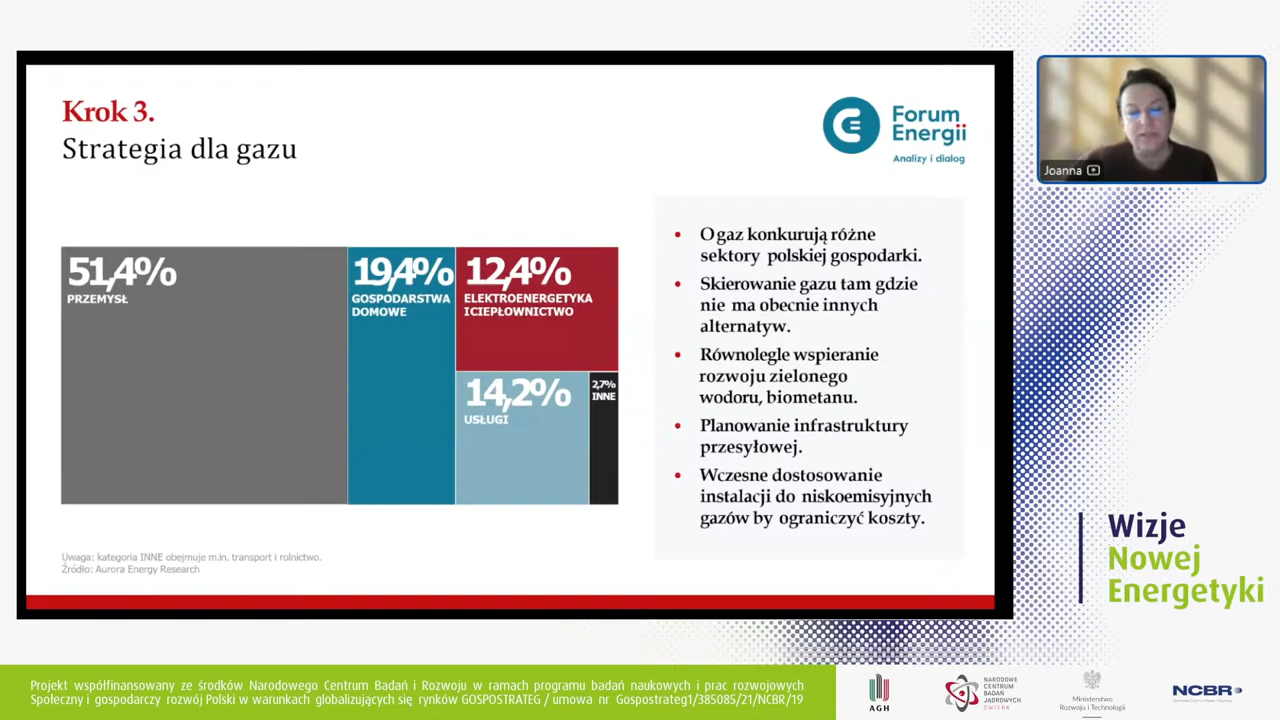 Krok 3.
Strategia dla gazu
Forum
Energii
Analizy i dialog
Joanna
51,4%
PRZEMYSŁ
19,4%
GOSPODARSTWA
DOMOWE
12,4%
ELEKTROENERGETYKA
ICIEPŁOWNICTWO
14,2%
USŁUGI
2,7%
INNE
• O gaz konkurują różne
sektory polskiej gospodarki.
• Skierowanie gazu tam gdzie
nie ma obecnie innych
alternatyw.
• Równolegle wspieranie
rozwoju zielonego
wodoru, biometanu.
• Planowanie infrastruktury
przesyłowej.
• Wczesne dostosowanie
instalacji do niskoemisyjnych
gazów by ograniczyć koszty.
Uwaga: kategoria INNE obejmuje m.in. transport i rolnictwo.
Źródło: Aurora Energy Research
Wizje
Nowej
Energetyki
Projekt współfinansowany ze środków Narodowego Centrum Badań i Rozwoju w ramach programu badań naukowych i prac rozwojowych
Społeczny i gospodarczy rozwój Polski w warunkach globalizujących się rynków GOSPOSTRATEG / umowa nr Gospostrateg1/385085/21/NCBR/19
AGH
NARODOWE
CENTRUM
BADAŃ
JĄDROWYCH
ŚWIERK
Ministerstwo
Rozwoju i Technologii
NCBR